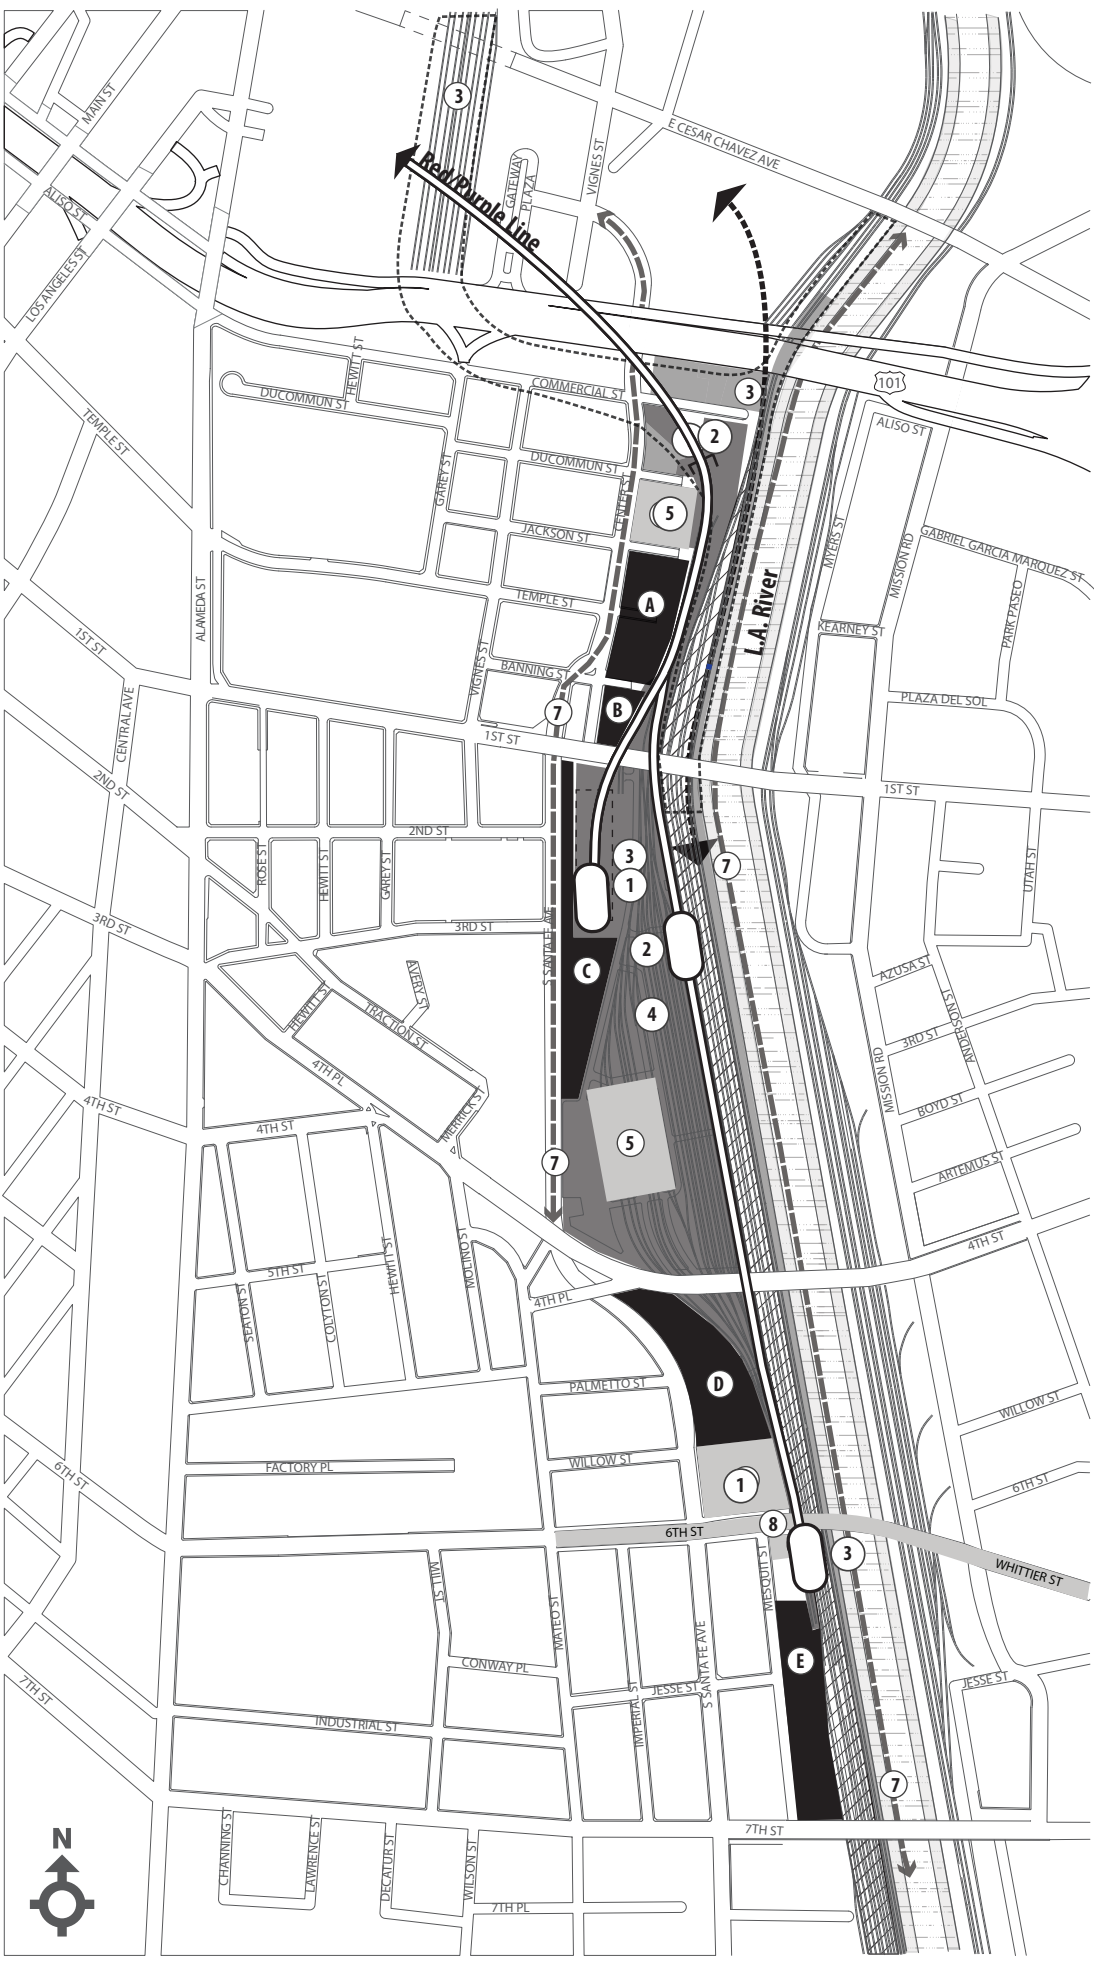 3
MAIN ST
E CESAR CHAVEZ AVE
VIGNES ST
GATEWAY
PLAZA
Red/Purple Line
ALISO ST
LOS ANGELES ST
HEWITT ST
COMMERCIAL ST
3
101
DUCOMMUN ST
ALISO ST
TEMPLE ST
2
DUCOMMUN ST
GAREY ST
CENTER ST
5
JACKSON ST
MYERS ST
MISSION RD
GABRIEL GARCIA MARQUEZ ST
ALAMEDA ST
TEMPLE ST
A
L.A. River
PARK PASEO
KEARNEY ST
1ST ST
VIGNES ST
BANNING ST
PLAZA DEL SOL
CENTRAL AVE
7
B
1ST ST
1ST ST
2ND ST
2ND ST
ROSE ST
HEWITT ST
GAREY ST
3
1
7
UTAH ST
3RD ST
3RD ST
S SANTA FE AVE
2
C
AZUSA ST
AVERY ST
HEWITT ST
TRACTION ST
4
3RD ST
ANDERSON ST
MISSION RD
4TH PL
4TH ST
4TH ST
MERRICK ST
BOYD ST
5
7
ARTEMUS ST
4TH ST
5TH ST
HEWITT ST
MOLINO ST
SEATON ST
COLYTON ST
4TH PL
D
PALMETTO ST
WILLOW ST
WILLOW ST
FACTORY PL
6TH ST
1
6TH ST
8
6TH ST
3
WHITTIER ST
MILL ST
MATEO ST
MESQUIT ST
S SANTA FE AVE
E
CONWAY PL
JESSE ST
JESSE ST
IMPERIAL ST
7TH ST
INDUSTRIAL ST
7
7TH ST
CHANNING ST
LAWRENCE ST
DECATUR ST
WILSON ST
7TH PL
N